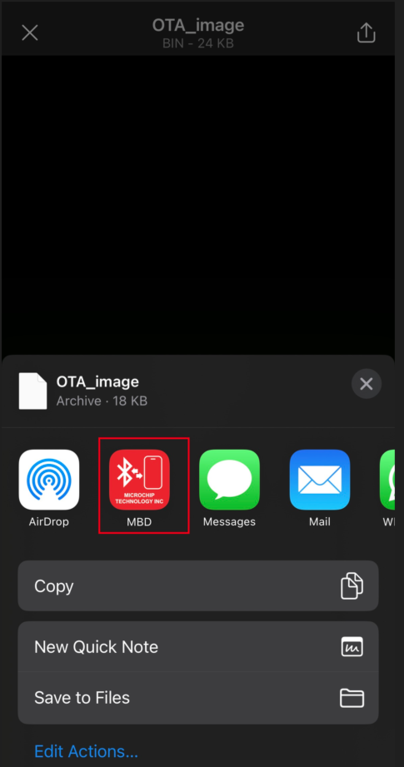 OTA_image
BIN - 24 KB
OTA_image
Archive · 18 KB
MICROCHIP
TECHNOLOGY INC
AirDrop
MBD
Messages
Mail
Copy
New Quick Note
Save to Files
Edit Actions...